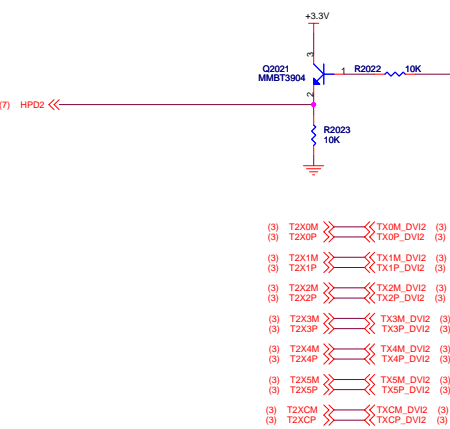 +3.3V
3
Q2021
MMBT3904
1
R2022
10K
2
(7) HPD2
R2023
10K
(3) T2X0M TX0M_DVI2 (3)
(3) T2X0P TX0P_DVI2 (3)
(3) T2X1M TX1M_DVI2 (3)
(3) T2X1P TX1P_DVI2 (3)
(3) T2X2M TX2M_DVI2 (3)
(3) T2X2P TX2P_DVI2 (3)
(3) T2X3M TX3M_DVI2 (3)
(3) T2X3P TX3P_DVI2 (3)
(3) T2X4M TX4M_DVI2 (3)
(3) T2X4P TX4P_DVI2 (3)
(3) T2X5M TX5M_DVI2 (3)
(3) T2X5P TX5P_DVI2 (3)
(3) T2XCM TXCM_DVI2 (3)
(3) T2XCP TXCP_DVI2 (3)